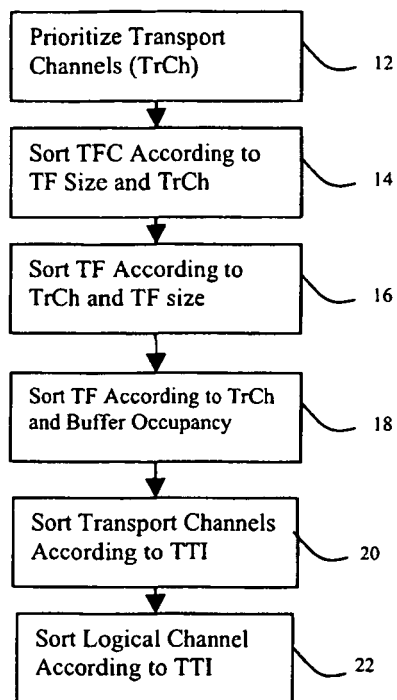 Prioritize Transport
Channels (TrCh)
12
Sort TFC According to
TF Size and TrCh
14
Sort TF According to
TrCh and TF size
16
Sort TF According to TrCh
and Buffer Occupancy
18
Sort Transport Channels
According to TTI
20
Sort Logical Channel
According to TTI
22